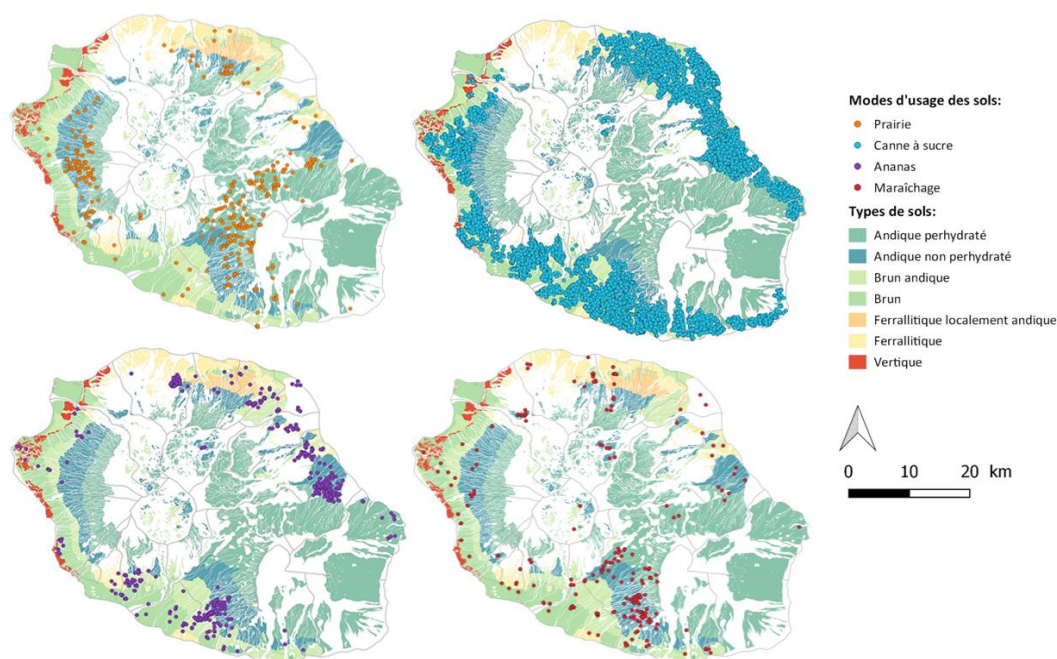 Modes d'usage des sols:
Prairie
Canne à sucre
Ananas
Maraîchage
Types de sols:
Andique perhydraté
Andique non perhydraté
Brun andique
Brun
Ferrallitique localement andique
Ferrallitique
Vertique
0 10 20 km